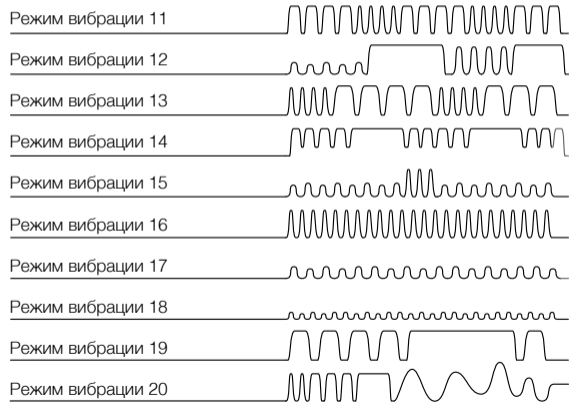 Режим вибрации 11
Режим вибрации 12
Режим вибрации 13
Режим вибрации 14
Режим вибрации 15
Режим вибрации 16
Режим вибрации 17
Режим вибрации 18
Режим вибрации 19
Режим вибрации 20